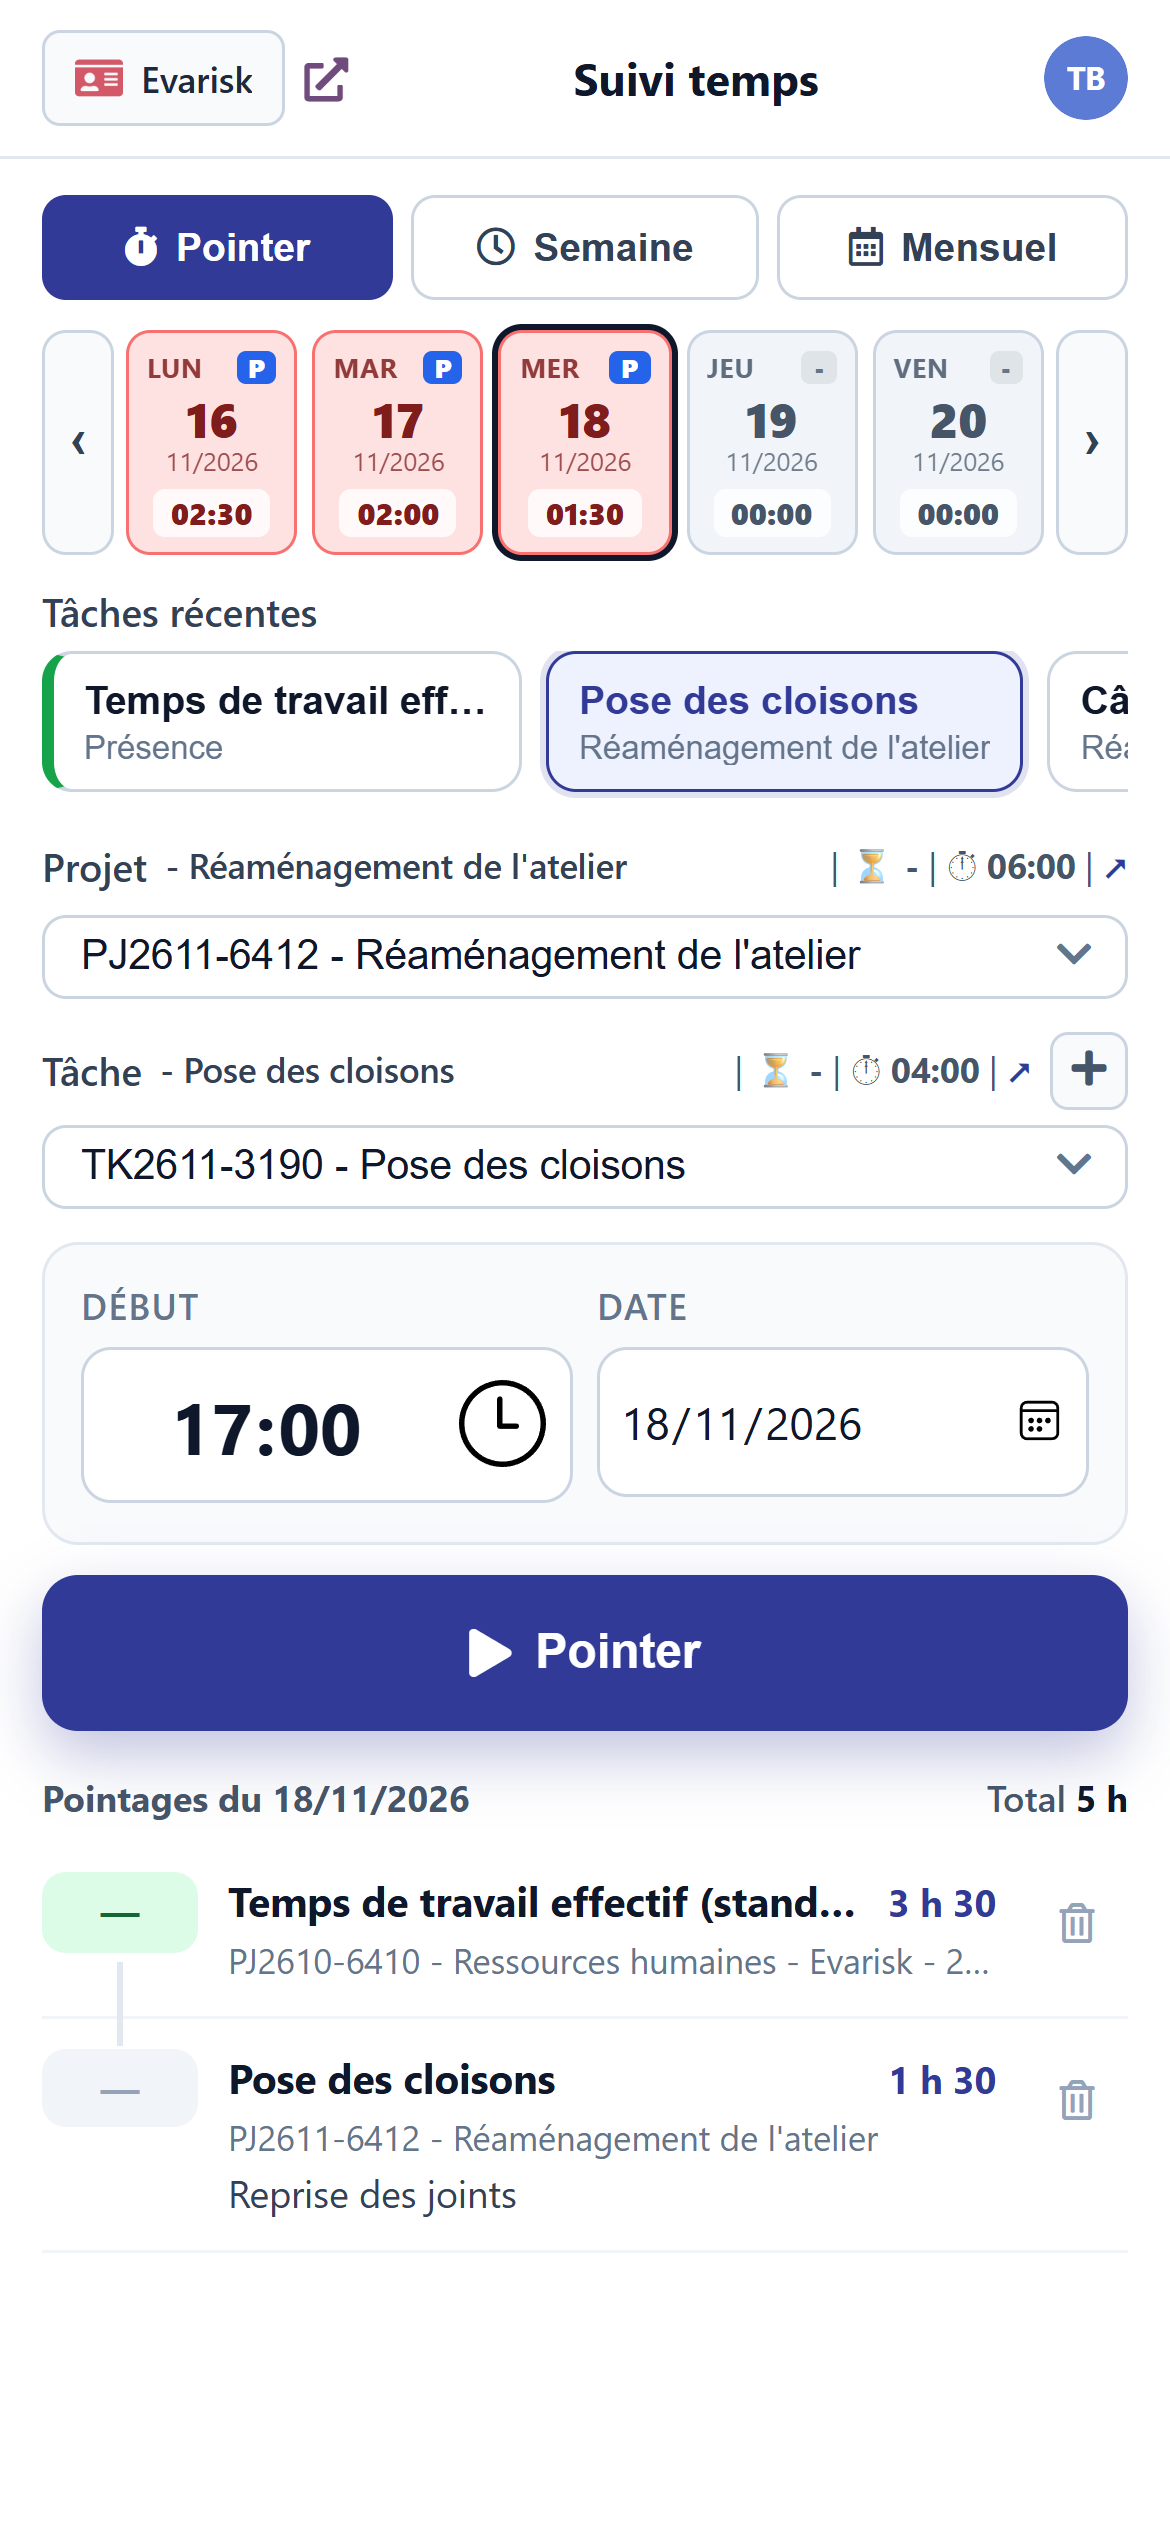 Evarisk
Suivi temps
TB
Pointer
Semaine
Mensuel
‹
LUN P
16
11/2026
02:30
MAR P
17
11/2026
02:00
MER P
18
11/2026
01:30
JEU -
19
11/2026
00:00
VEN -
20
11/2026
00:00
›
Tâches récentes
Temps de travail eff…
Présence
Pose des cloisons
Réaménagement de l'atelier
Câ
Réa
Projet - Réaménagement de l'atelier | ⏳ - | ⏱ 06:00 | ↗
PJ2611-6412 - Réaménagement de l'atelier
Tâche - Pose des cloisons | ⏳ - | ⏱ 04:00 | ↗ +
TK2611-3190 - Pose des cloisons
DÉBUT
17:00
DATE
18/11/2026
Pointer
Pointages du 18/11/2026 Total 5 h
— Temps de travail effectif (stand… 3 h 30
PJ2610-6410 - Ressources humaines - Evarisk - 2…
— Pose des cloisons 1 h 30
PJ2611-6412 - Réaménagement de l'atelier
Reprise des joints